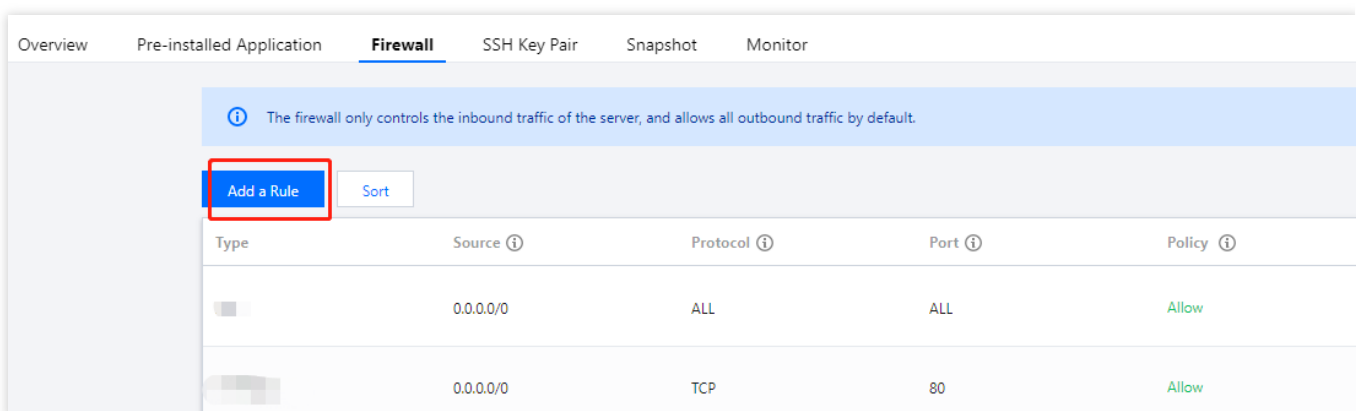 Overview Pre-installed Application Firewall SSH Key Pair Snapshot Monitor
The firewall only controls the inbound traffic of the server, and allows all outbound traffic by default.
Add a Rule Sort
Type Source Protocol Port Policy
0.0.0.0/0 ALL ALL Allow
0.0.0.0/0 TCP 80 Allow